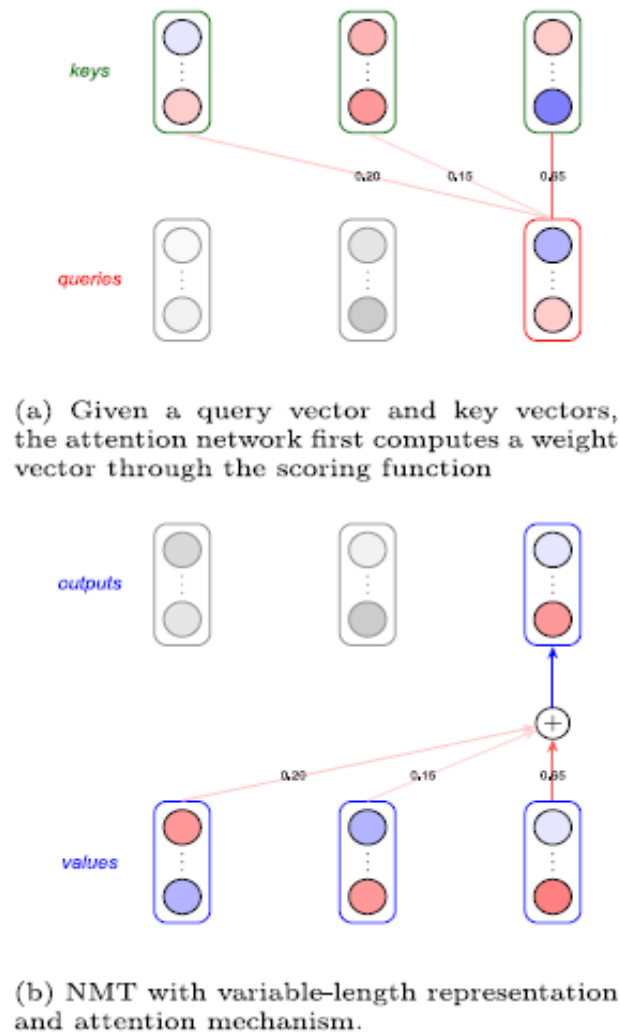 keys
0.20 0.15 0.65
queries
(a) Given a query vector and key vectors,
the attention network first computes a weight
vector through the scoring function
outputs
0.20 0.15 0.65
values
(b) NMT with variable-length representation
and attention mechanism.